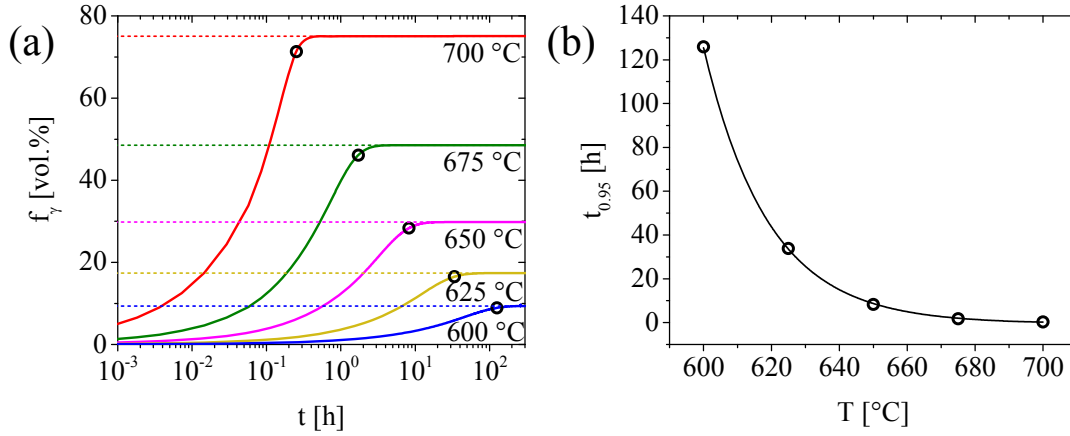 (a)
f_γ [vol.%]
80
60
40
20
0
700 °C
675 °C
650 °C
625 °C
600 °C
10^-3 10^-2 10^-1 10^0 10^1 10^2
t [h]
(b)
t_0.95 [h]
140
120
100
80
60
40
20
0
600 620 640 660 680 700
T [°C]